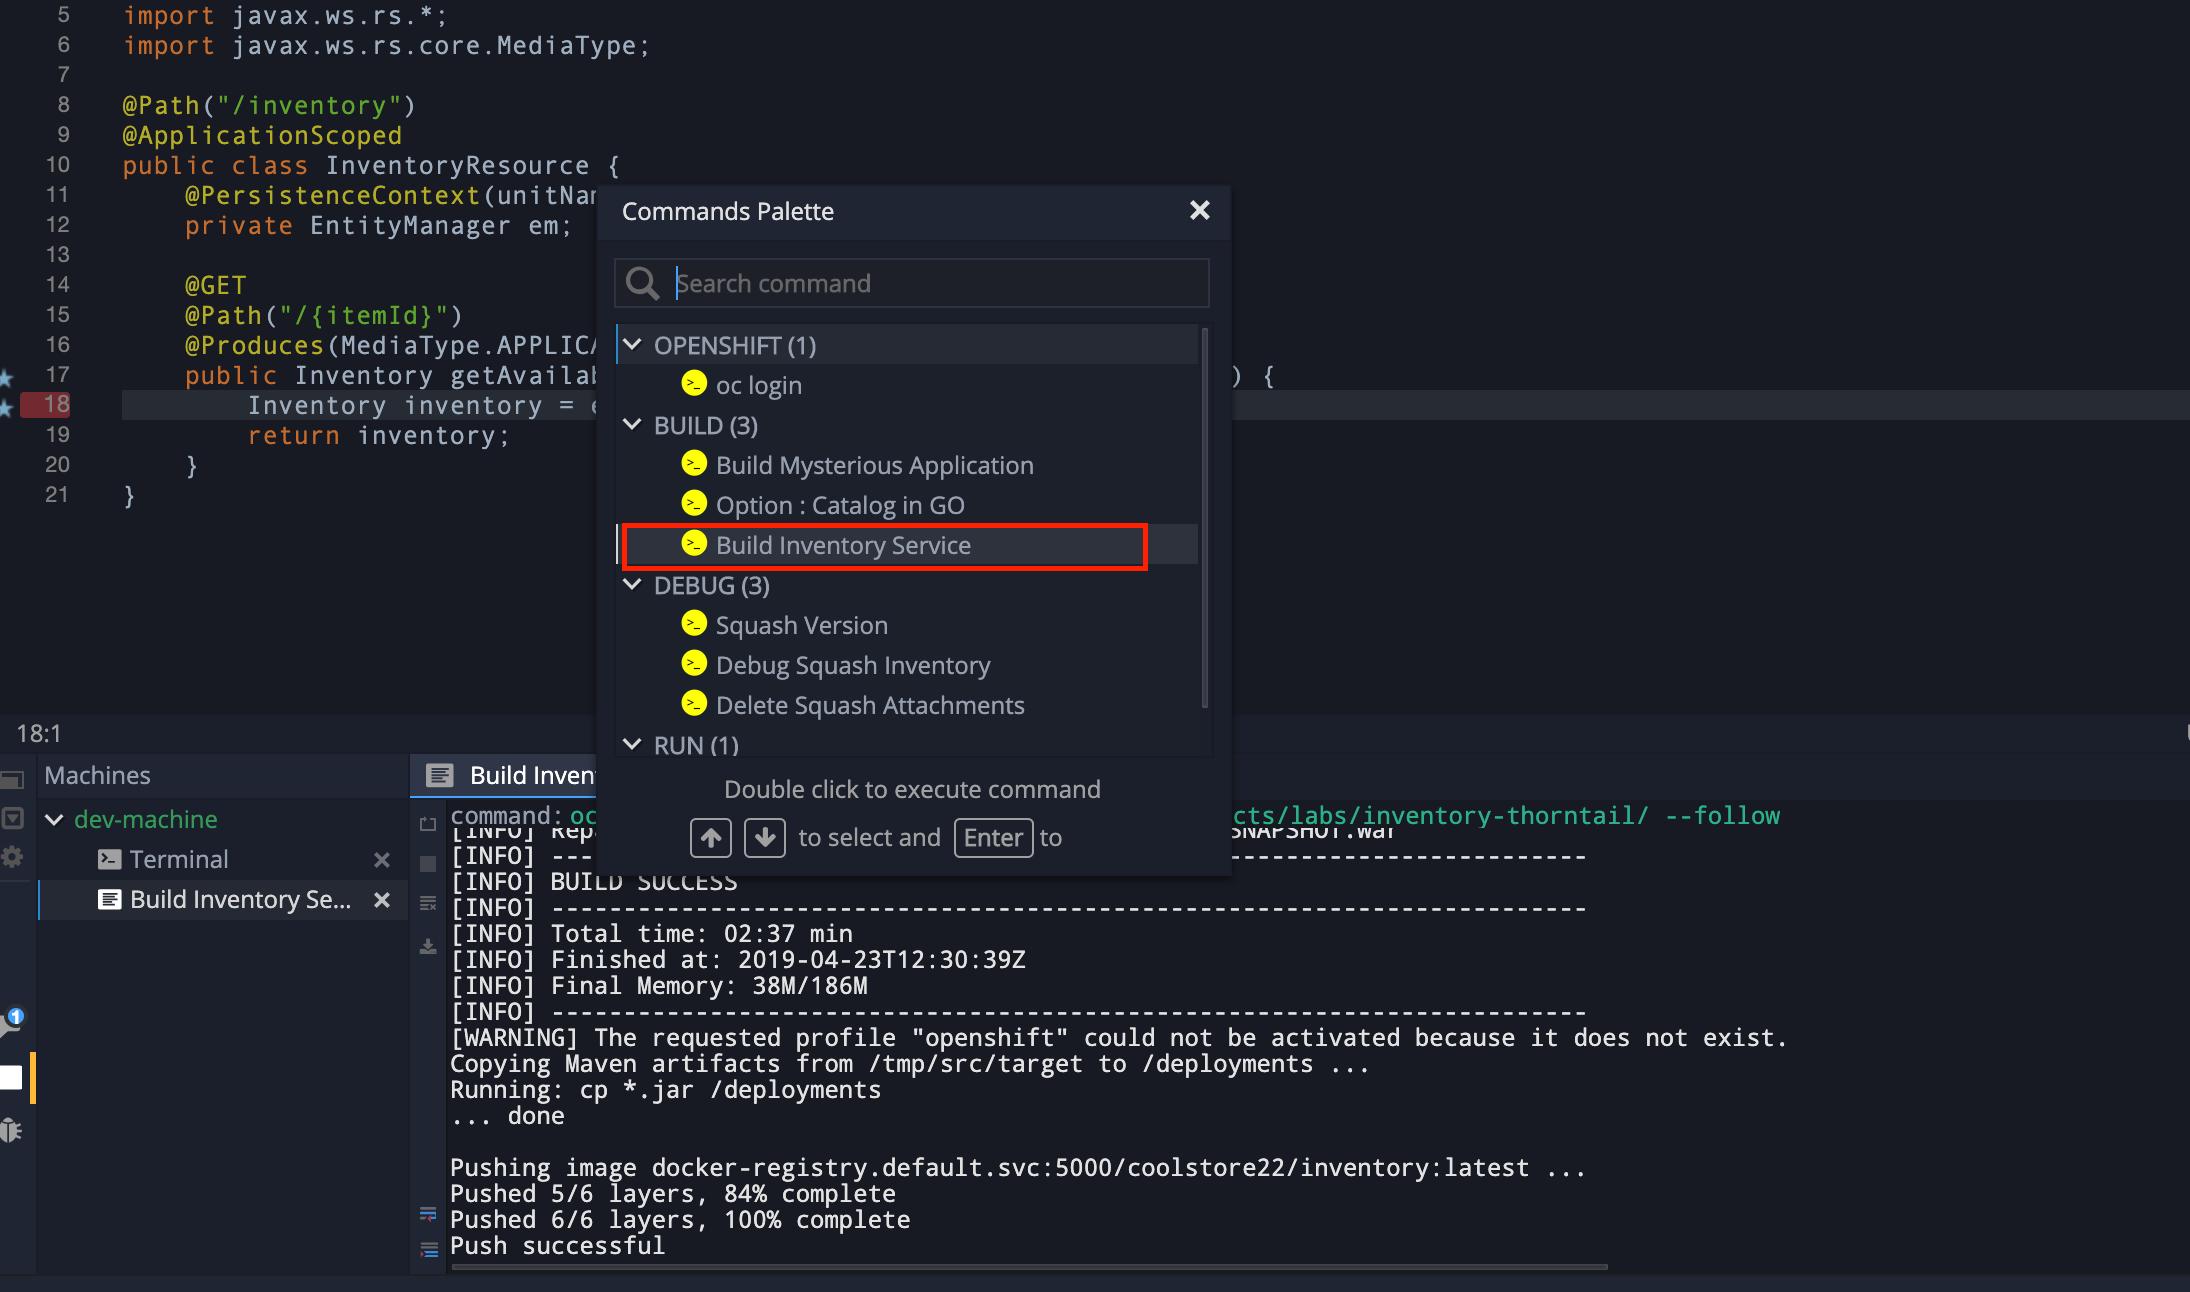 5 import javax.ws.rs.*;
6 import javax.ws.rs.core.MediaType;
7
8 @Path("/inventory")
9 @ApplicationScoped
10 public class InventoryResource {
11 @PersistenceContext(unitNa
12 private EntityManager em;
13
14 @GET
15 @Path("/{itemId}")
16 @Produces(MediaType.APPLICA
17 public Inventory getAvailab ) {
18 Inventory inventory = e
19 return inventory;
20 }
21 }
Commands Palette
Search command
OPENSHIFT (1)
>_ oc login
BUILD (3)
>_ Build Mysterious Application
>_ Option : Catalog in GO
>_ Build Inventory Service
DEBUG (3)
>_ Squash Version
>_ Debug Squash Inventory
>_ Delete Squash Attachments
RUN (1)
Double click to execute command
to select and Enter to
18:1
Machines
dev-machine
Terminal
Build Inventory Se...
1
Build Inven
command: oc cts/labs/inventory-thorntail/ --follow
[INFO] Rep SNAPSHOT.war
[INFO] ------------------------------------------------------------------------
[INFO] BUILD SUCCESS
[INFO] ------------------------------------------------------------------------
[INFO] Total time: 02:37 min
[INFO] Finished at: 2019-04-23T12:30:39Z
[INFO] Final Memory: 38M/186M
[INFO] ------------------------------------------------------------------------
[WARNING] The requested profile "openshift" could not be activated because it does not exist.
Copying Maven artifacts from /tmp/src/target to /deployments ...
Running: cp *.jar /deployments
... done
Pushing image docker-registry.default.svc:5000/coolstore22/inventory:latest ...
Pushed 5/6 layers, 84% complete
Pushed 6/6 layers, 100% complete
Push successful